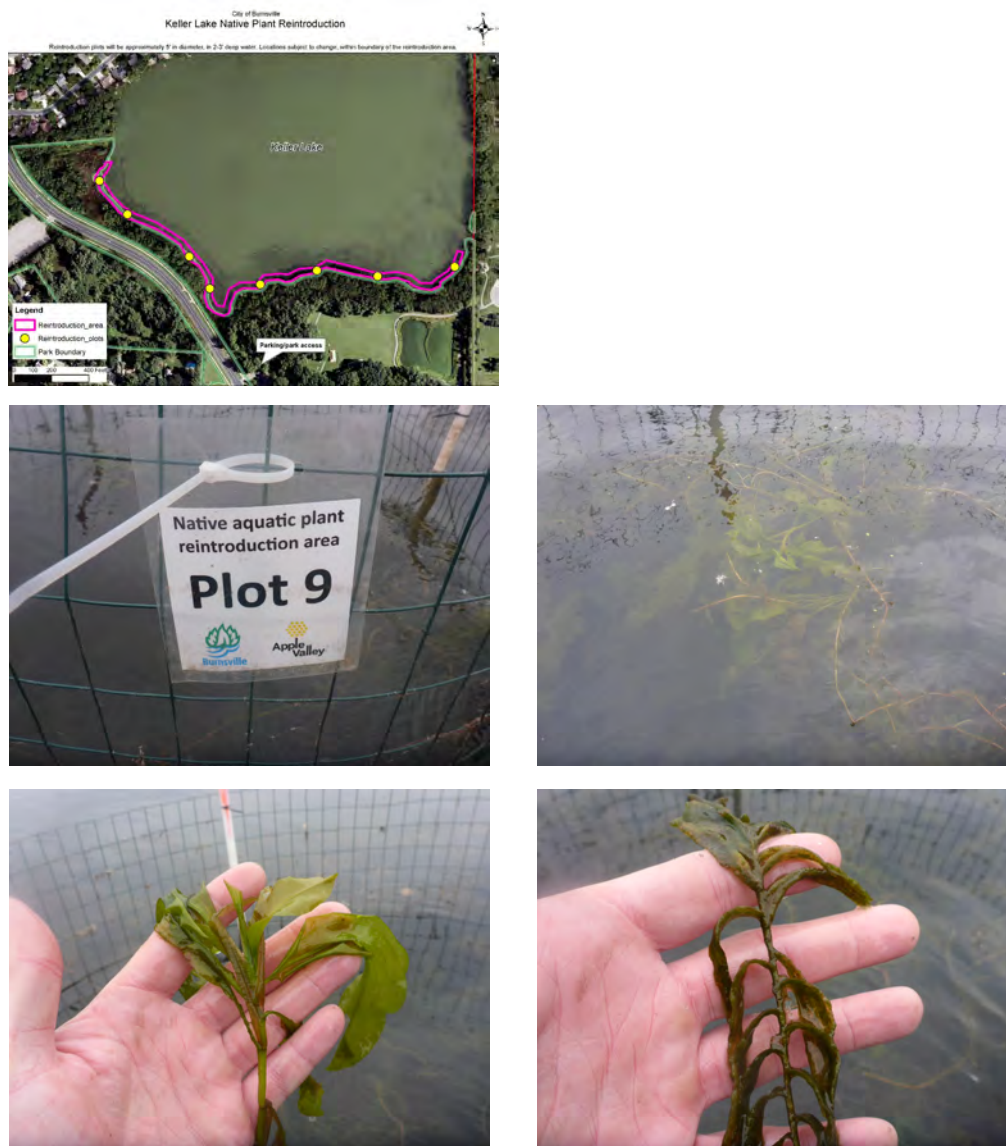 City of Burnsville
Keller Lake Native Plant Reintroduction
Reintroduction plots will be approximately 5' in diameter, in 2-3' deep water. Locations subject to change, within boundary of the reintroduction area.
Keller Lake
Legend
Reintroduction_area
Reintroduction_plots
Park Boundary
0 100 200 400 Feet
Parking/park access
Native aquatic plant
reintroduction area
Plot 9
Burnsville
Apple
Valley